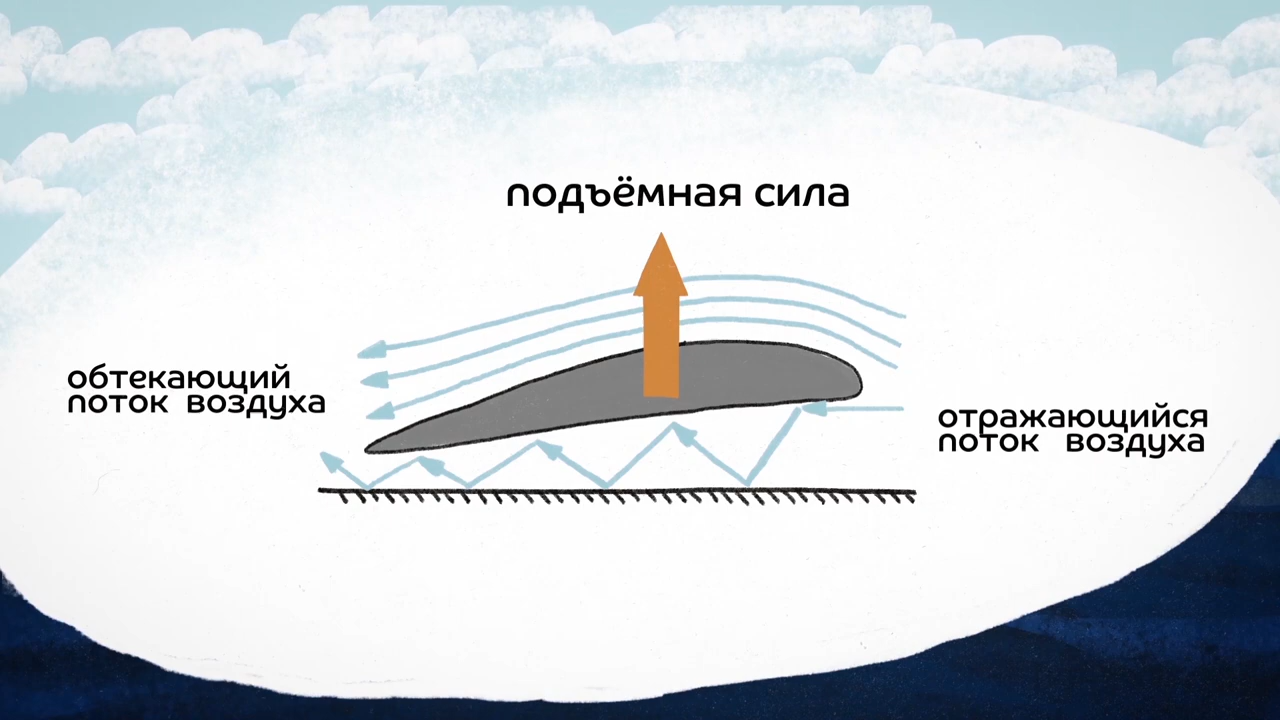 подъёмная сила
обтекающий
поток воздуха
отражающийся
поток воздуха